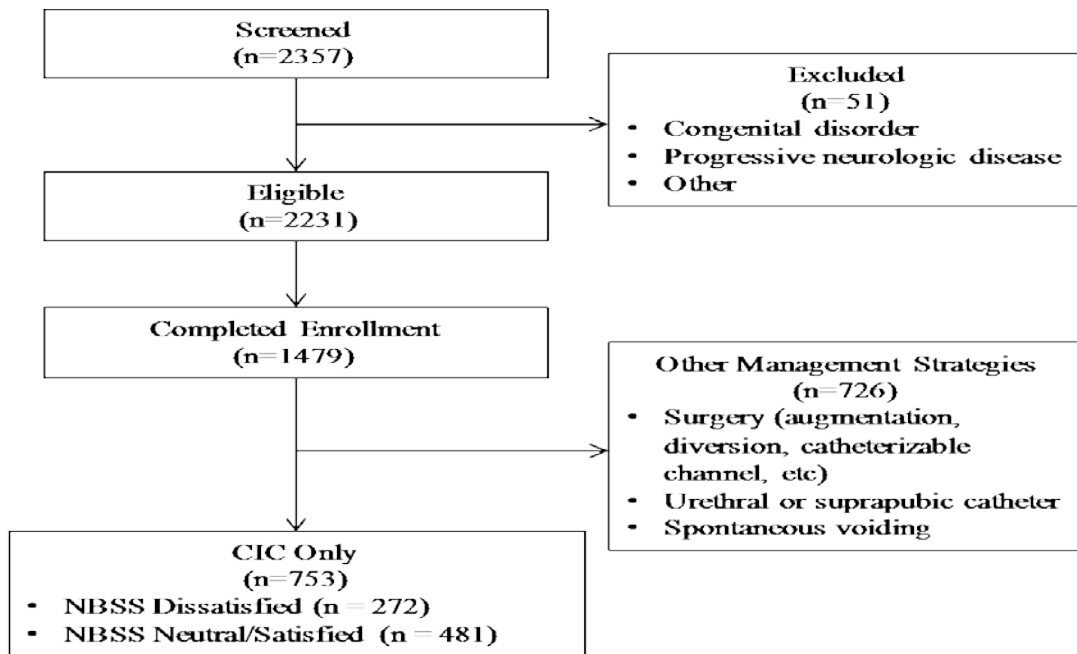 Screened
(n=2357)
Excluded
(n=51)
• Congenital disorder
• Progressive neurologic disease
• Other
Eligible
(n=2231)
Completed Enrollment
(n=1479)
Other Management Strategies
(n=726)
• Surgery (augmentation,
diversion, catheterizable
channel, etc)
• Urethral or suprapubic catheter
• Spontaneous voiding
CIC Only
(n=753)
• NBSS Dissatisfied (n = 272)
• NBSS Neutral/Satisfied (n = 481)